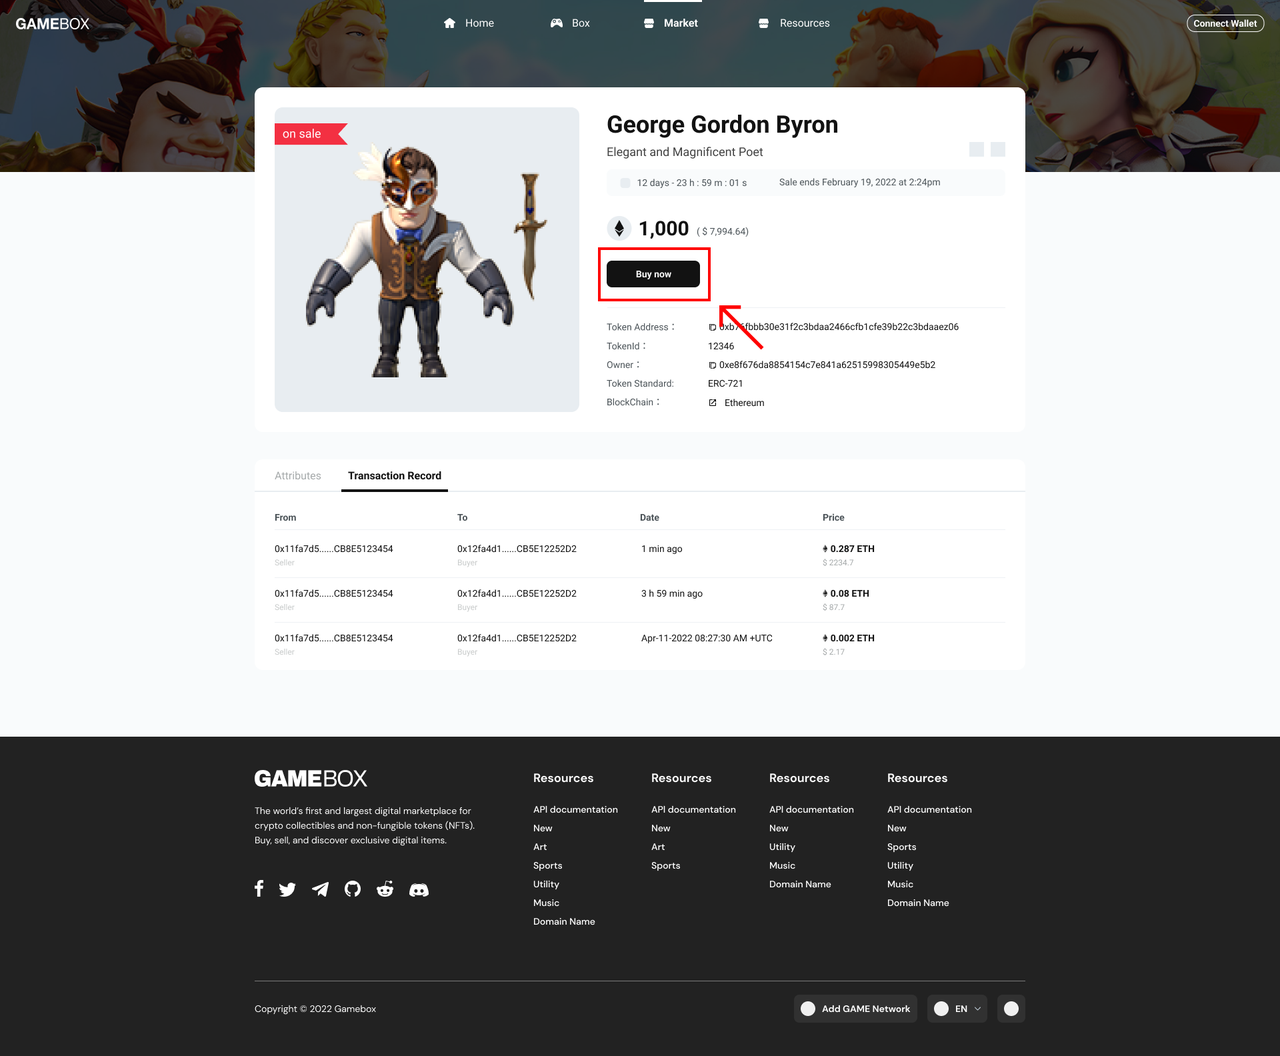 GAMEBOX
Home
Box
Market
Resources
Connect Wallet
on sale
George Gordon Byron
Elegant and Magnificent Poet
12 days - 23 h : 59 m : 01 s
Sale ends February 19, 2022 at 2:24pm
1,000 ( $ 7,994.64)
Buy now
Token Address：
TokenId： 12346
Owner： 0xe8f676da8854154c7e841a62515998305449e5b2
Token Standard: ERC-721
BlockChain： Ethereum
Attributes
Transaction Record
From To Date Price
0x11fa7d5......CB8E5123454 0x12fa4d1......CB5E12252D2 1 min ago 0.287 ETH
Seller Buyer $ 2234.7
0x11fa7d5......CB8E5123454 0x12fa4d1......CB5E12252D2 3 h 59 min ago 0.08 ETH
Seller Buyer $ 87.7
0x11fa7d5......CB8E5123454 0x12fa4d1......CB5E12252D2 Apr-11-2022 08:27:30 AM +UTC 0.002 ETH
Seller Buyer $ 2.17
GAMEBOX
The world's first and largest digital marketplace for
crypto collectibles and non-fungible tokens (NFTs).
Buy, sell, and discover exclusive digital items.
Resources
API documentation
New
Art
Sports
Utility
Music
Domain Name
Resources
API documentation
New
Art
Sports
Resources
API documentation
New
Utility
Music
Domain Name
Resources
API documentation
New
Sports
Utility
Music
Domain Name
Copyright © 2022 Gamebox
Add GAME Network
EN